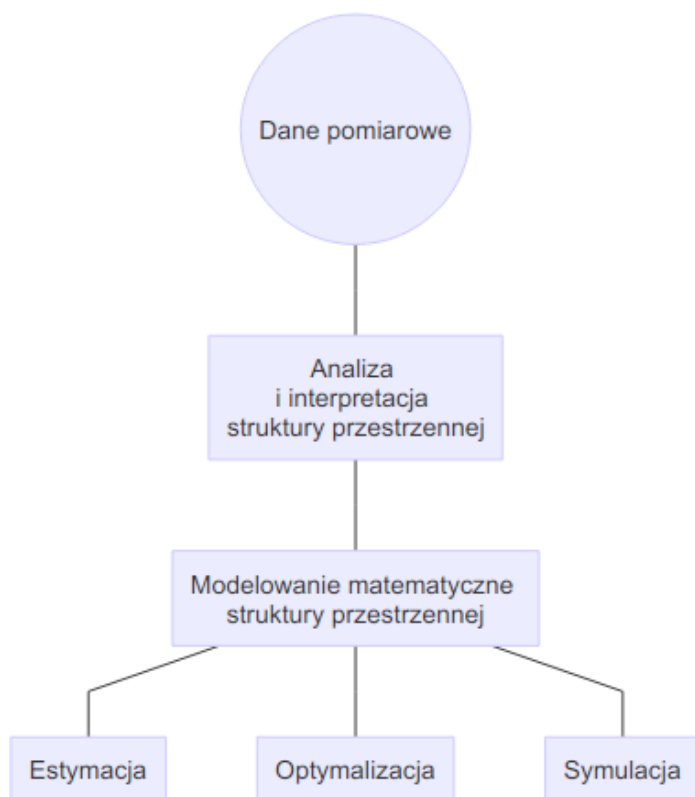 Dane pomiarowe
Analiza
i interpretacja
struktury przestrzennej
Modelowanie matematyczne
struktury przestrzennej
Estymacja
Optymalizacja
Symulacja